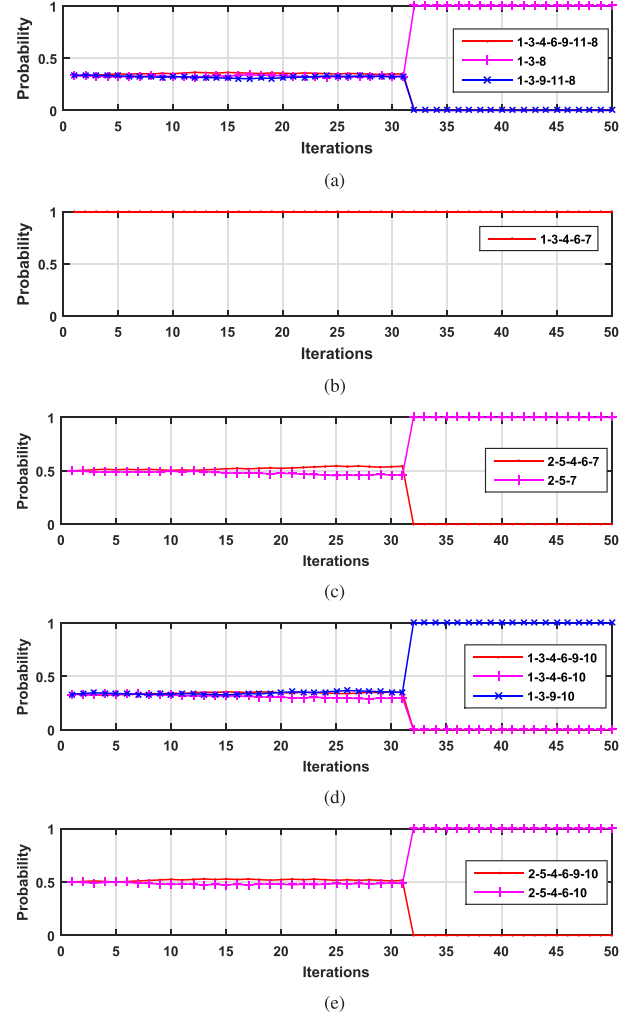 Probability
1
0.5
0
1-3-4-6-9-11-8
1-3-8
1-3-9-11-8
0 5 10 15 20 25 30 35 40 45 50
Iterations
(a)
Probability
1
0.5
0
1-3-4-6-7
0 5 10 15 20 25 30 35 40 45 50
Iterations
(b)
Probability
1
0.5
0
2-5-4-6-7
2-5-7
0 5 10 15 20 25 30 35 40 45 50
Iterations
(c)
Probability
1
0.5
0
1-3-4-6-9-10
1-3-4-6-10
1-3-9-10
0 5 10 15 20 25 30 35 40 45 50
Iterations
(d)
Probability
1
0.5
0
2-5-4-6-9-10
2-5-4-6-10
0 5 10 15 20 25 30 35 40 45 50
Iterations
(e)